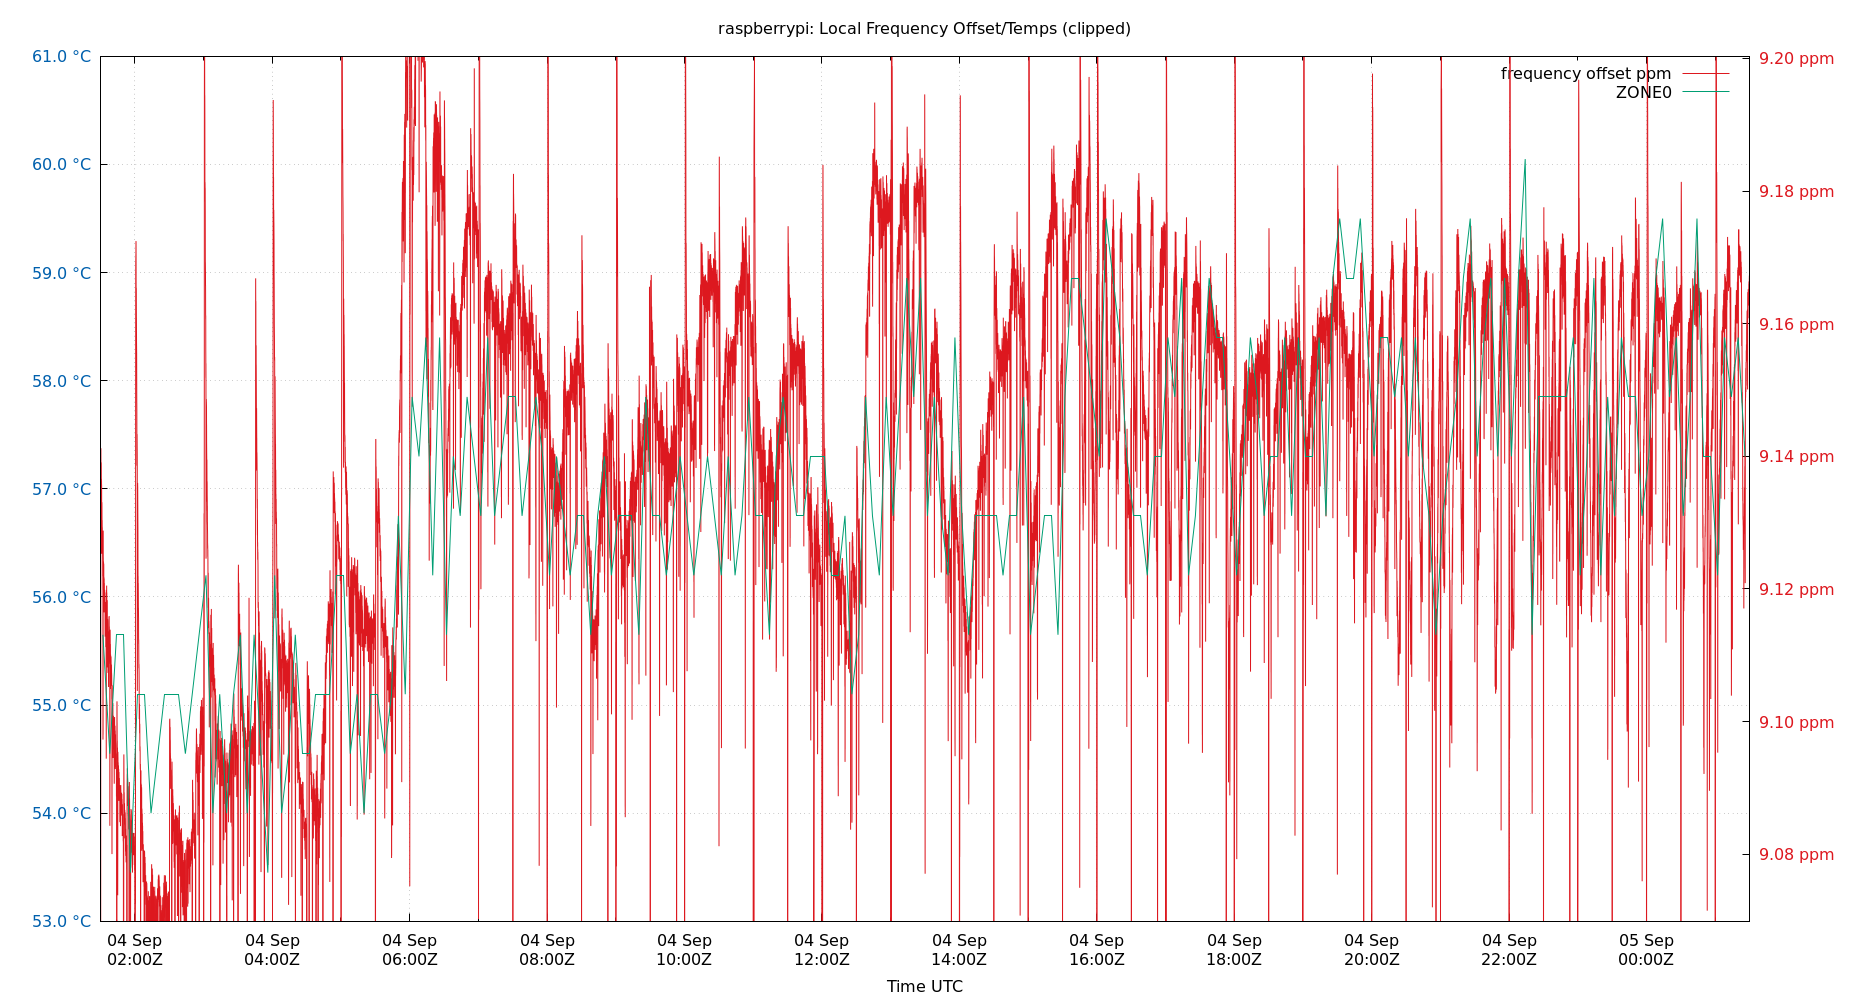 raspberrypi: Local Frequency Offset/Temps (clipped)
61.0 °C
60.0 °C
59.0 °C
58.0 °C
57.0 °C
56.0 °C
55.0 °C
54.0 °C
53.0 °C
frequency offset ppm
ZONE0
9.20 ppm
9.18 ppm
9.16 ppm
9.14 ppm
9.12 ppm
9.10 ppm
9.08 ppm
04 Sep 04 Sep 04 Sep 04 Sep 04 Sep 04 Sep 04 Sep 04 Sep 04 Sep 04 Sep 04 Sep 05 Sep
02:00Z 04:00Z 06:00Z 08:00Z 10:00Z 12:00Z 14:00Z 16:00Z 18:00Z 20:00Z 22:00Z 00:00Z
Time UTC